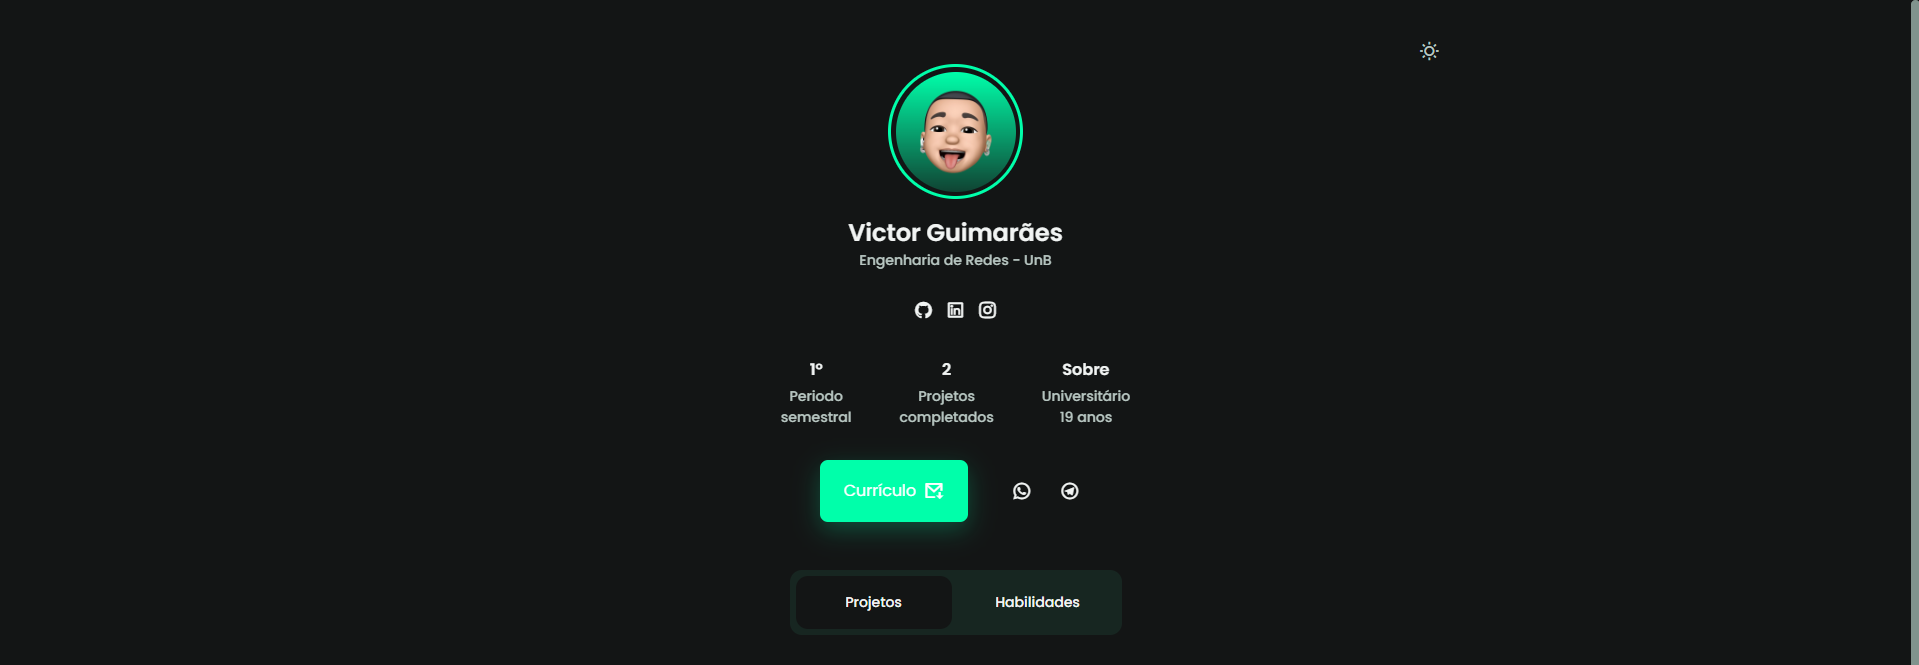 Victor Guimarães
Engenharia de Redes - UnB
1º
Periodo
semestral
2
Projetos
completados
Sobre
Universitário
19 anos
Currículo
Projetos
Habilidades